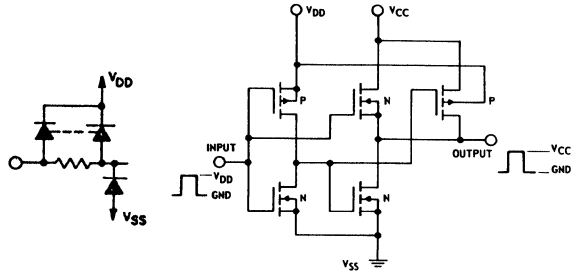 VDD
VSS
VDD
VCC
P
N
P
INPUT
VDD
GND
N
N
OUTPUT
VCC
GND
VSS